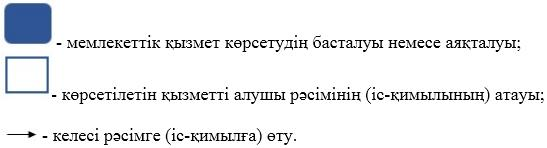 - мемлекеттік қызмет көрсетудің басталуы немесе аяқталуы;
- көрсетілетін қызметті алушы рәсімінің (іс-қимылының) атауы;
- келесі рәсімге (іс-қимылға) өту.